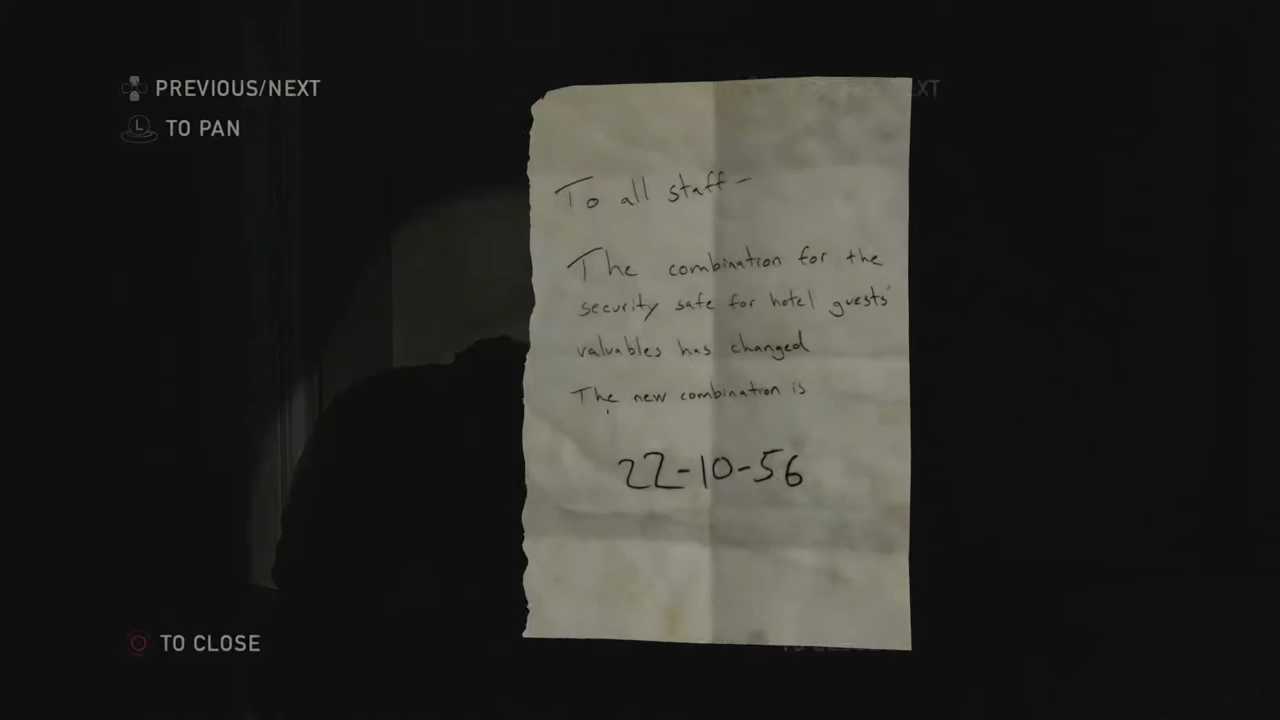 PREVIOUS/NEXT
L TO PAN
To all staff-
The combination for the
security safe for hotel guests'
valuables has changed
The new combination is
22-10-56
TO CLOSE